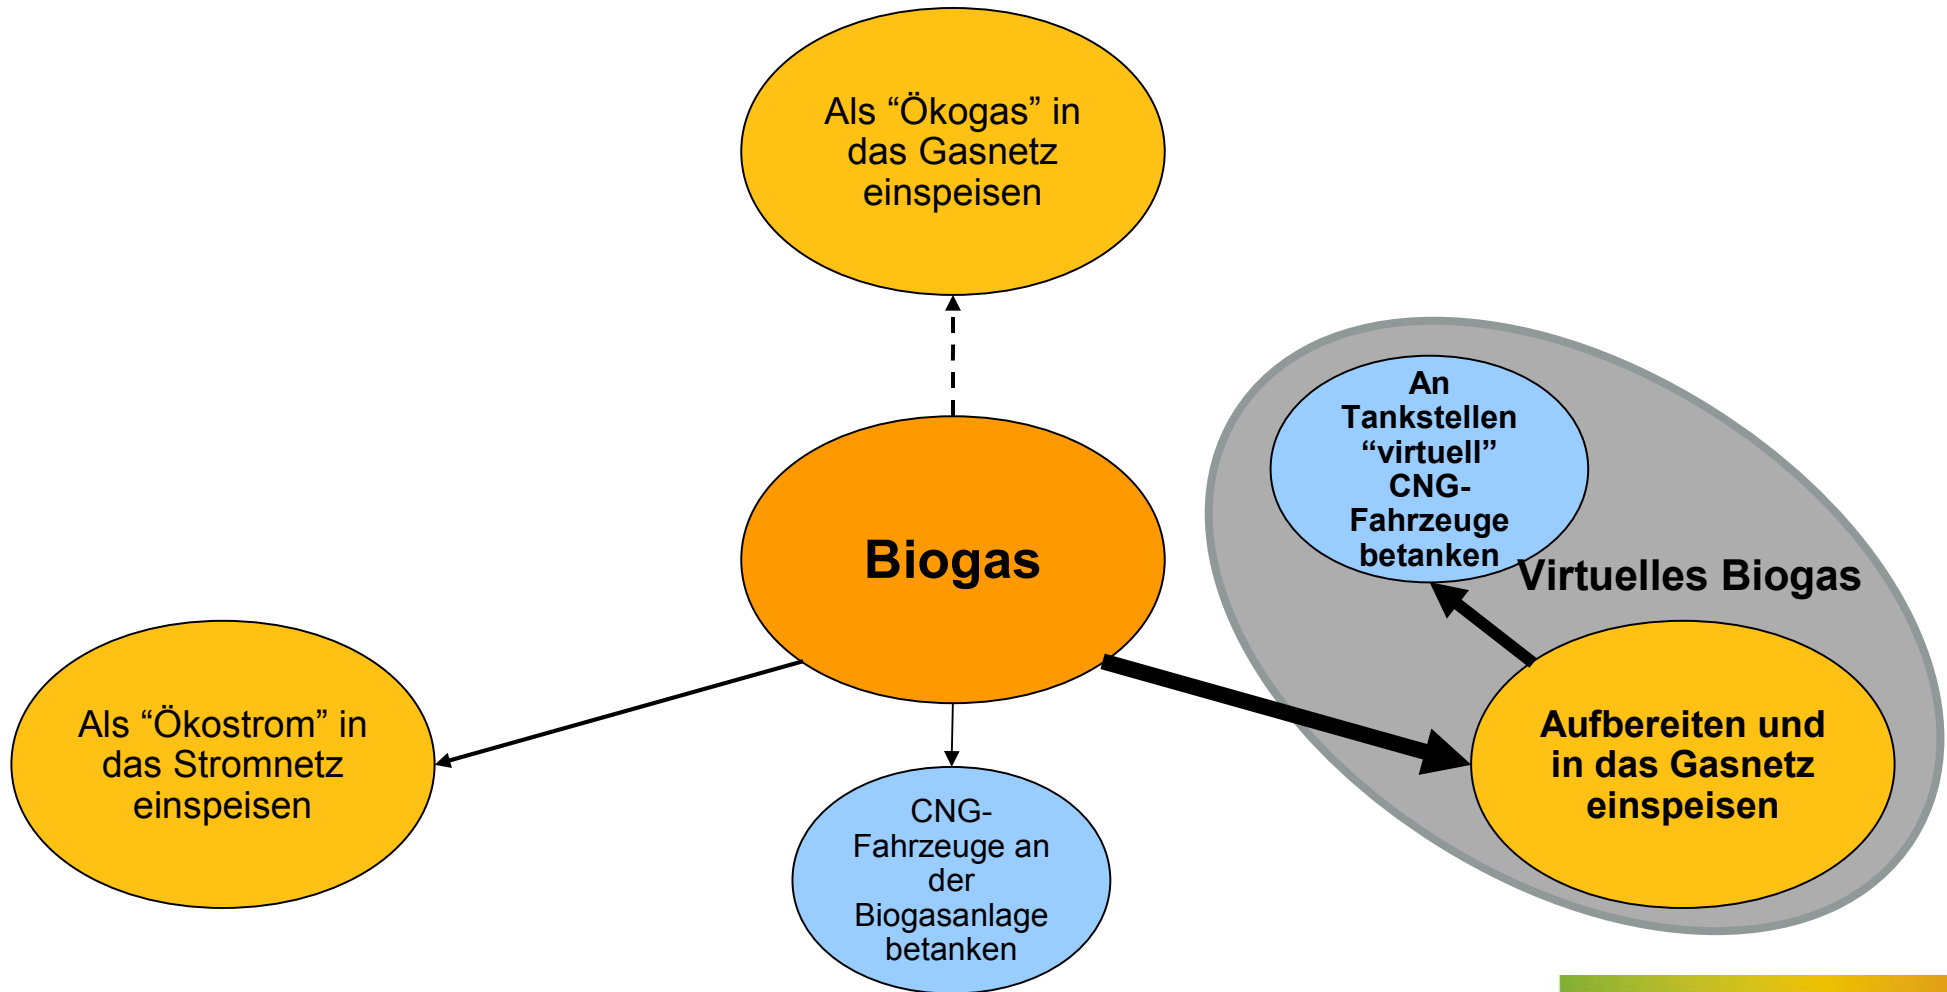 Als “Ökogas” in
das Gasnetz
einspeisen
An
Tankstellen
“virtuell”
CNG-
Fahrzeuge
betanken
Biogas
Virtuelles Biogas
Als “Ökostrom” in
das Stromnetz
einspeisen
CNG-
Fahrzeuge an
der
Biogasanlage
betanken
Aufbereiten und
in das Gasnetz
einspeisen